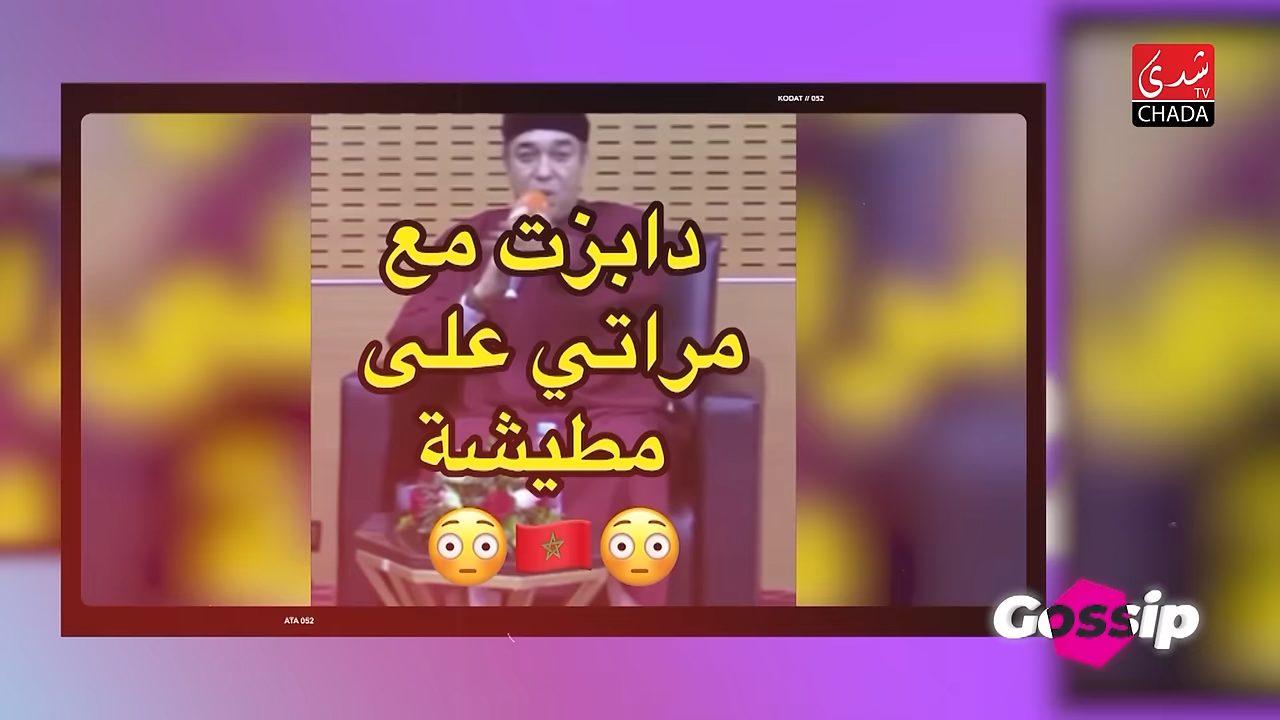 شدى
TV
CHADA
KODAT // 052
دابزت مع
مراتي على
مطيشة
ATA 052
Gossip